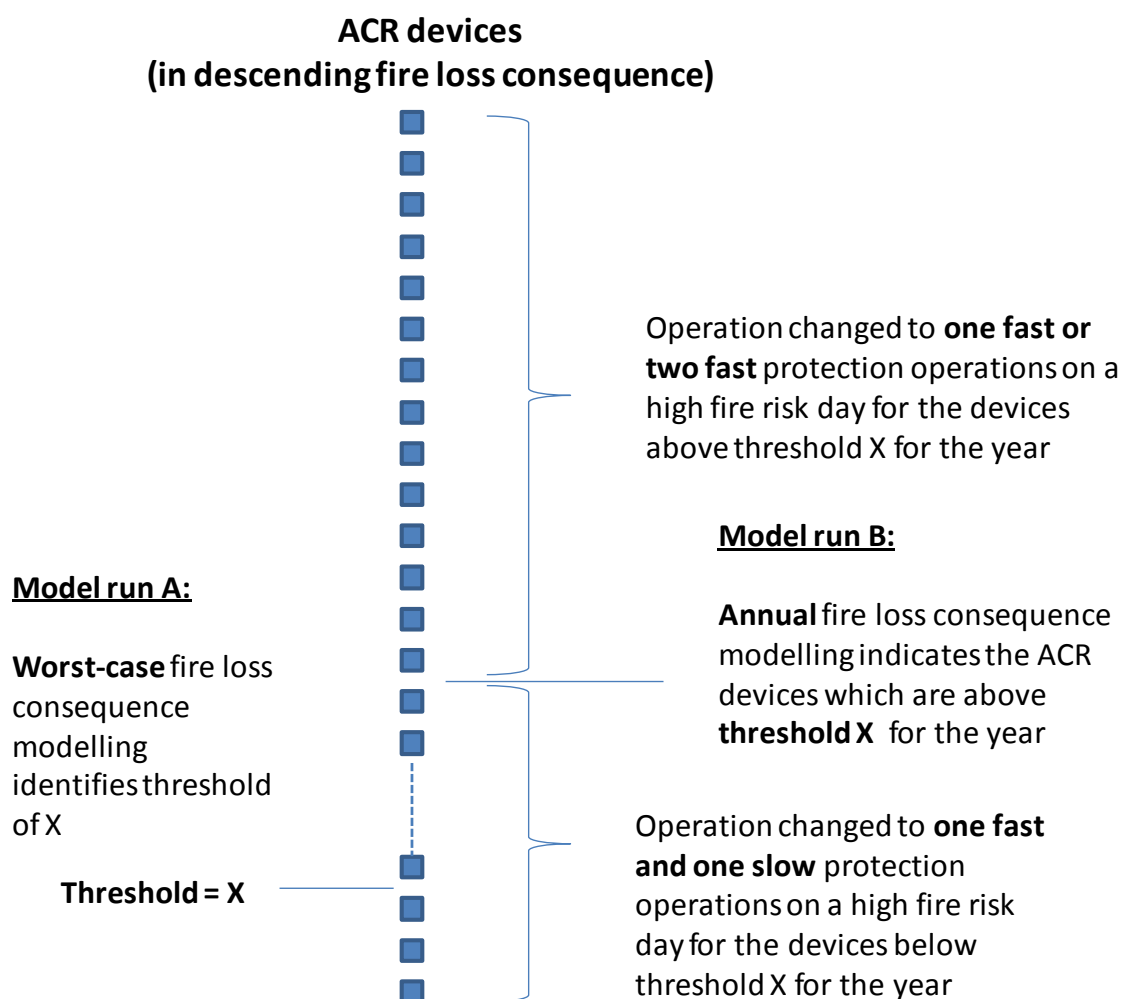 ACR devices
(in descending fire loss consequence)
Operation changed to one fast or
two fast protection operations on a
high fire risk day for the devices
above threshold X for the year
Model run B:
Annual fire loss consequence
modelling indicates the ACR
devices which are above
threshold X for the year
Model run A:
Worst-case fire loss
consequence
modelling
identifies threshold
of X
Threshold = X
Operation changed to one fast
and one slow protection
operations on a high fire risk
day for the devices below
threshold X for the year